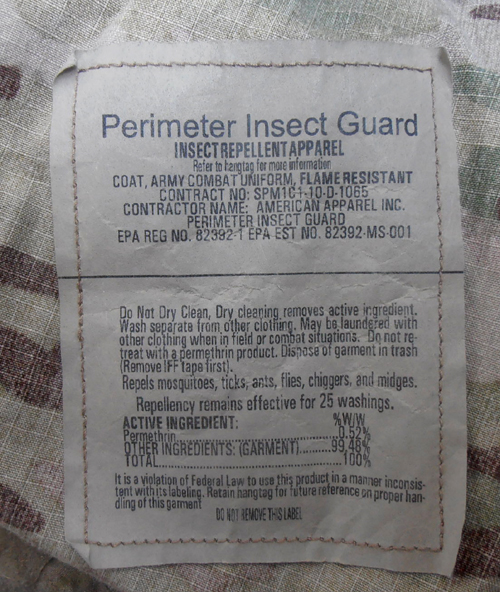 Perimeter Insect Guard
INSECT REPELLENT APPAREL
Refer to hangtag for more information
COAT, ARMY COMBAT UNIFORM, FLAME RESISTANT
CONTRACT NO: SPM1C1-10-D-1065
CONTRACTOR NAME: AMERICAN APPAREL INC.
PERIMETER INSECT GUARD
EPA REG NO. 82392-1 EPA EST NO. 82392-MS-001
Do Not Dry Clean, Dry cleaning removes active ingredient.
Wash separate from other clothing. May be laundered with
other clothing when in field or combat situations. Do not re-
treat with a permethrin product. Dispose of garment in trash
(Remove IFF Tape first).
Repels mosquitoes, ticks, ants, flies, chiggers, and midges.
Repellency remains effective for 25 washings.
ACTIVE INGREDIENT: %W/W
Permethrin 0.52%
OTHER INGREDIENTS: (GARMENT) 99.48%
TOTAL 100%
It is a violation of Federal Law to use this product in a manner inconsis-
tent with its labeling. Retain hangtag for future reference on proper han-
dling of this garment
DO NOT REMOVE THIS LABEL